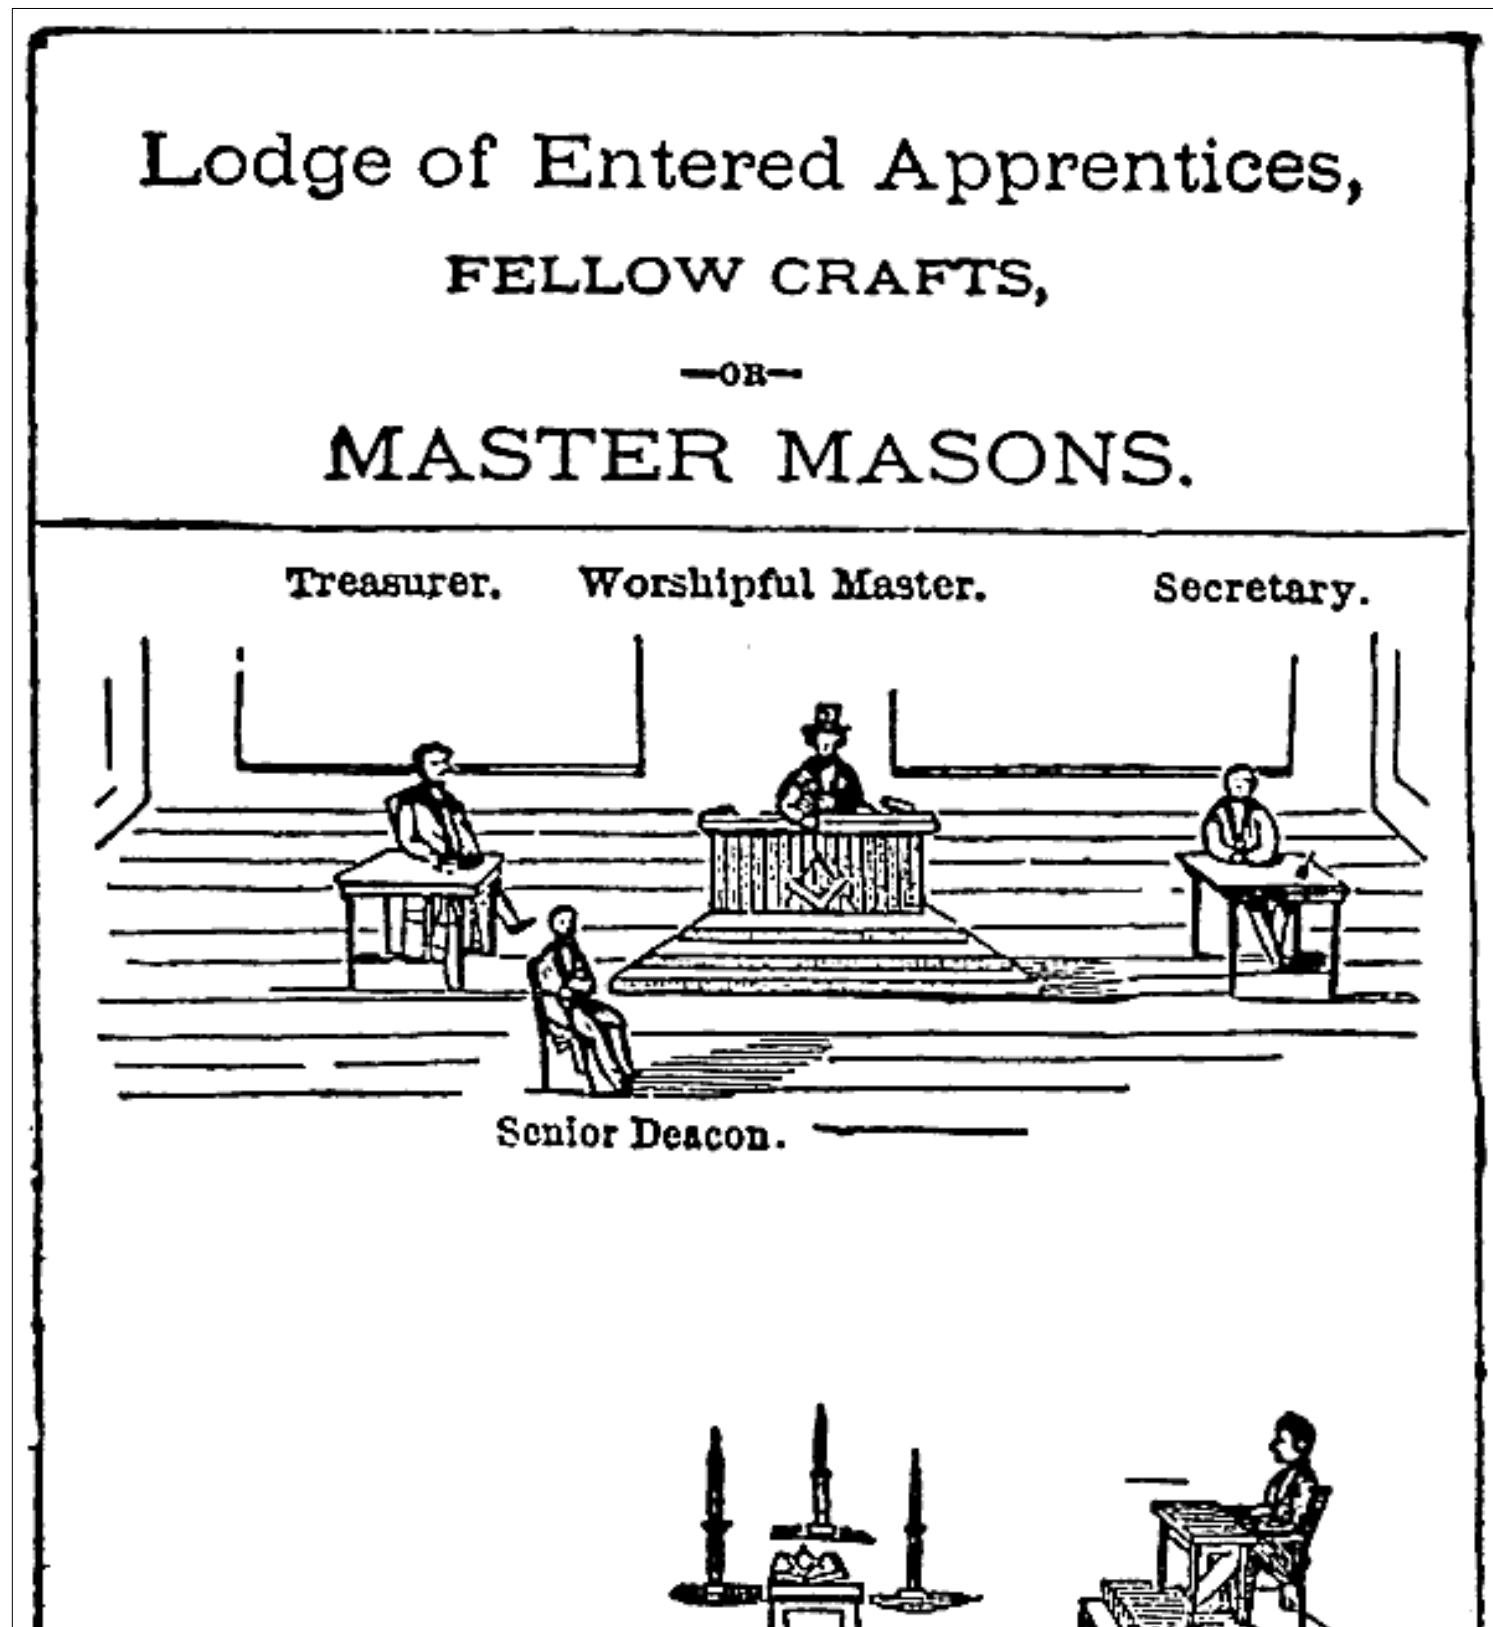 Lodge of Entered Apprentices,
FELLOW CRAFTS,
—OR—
MASTER MASONS.
Treasurer. Worshipful Master. Secretary.
Senior Deacon.